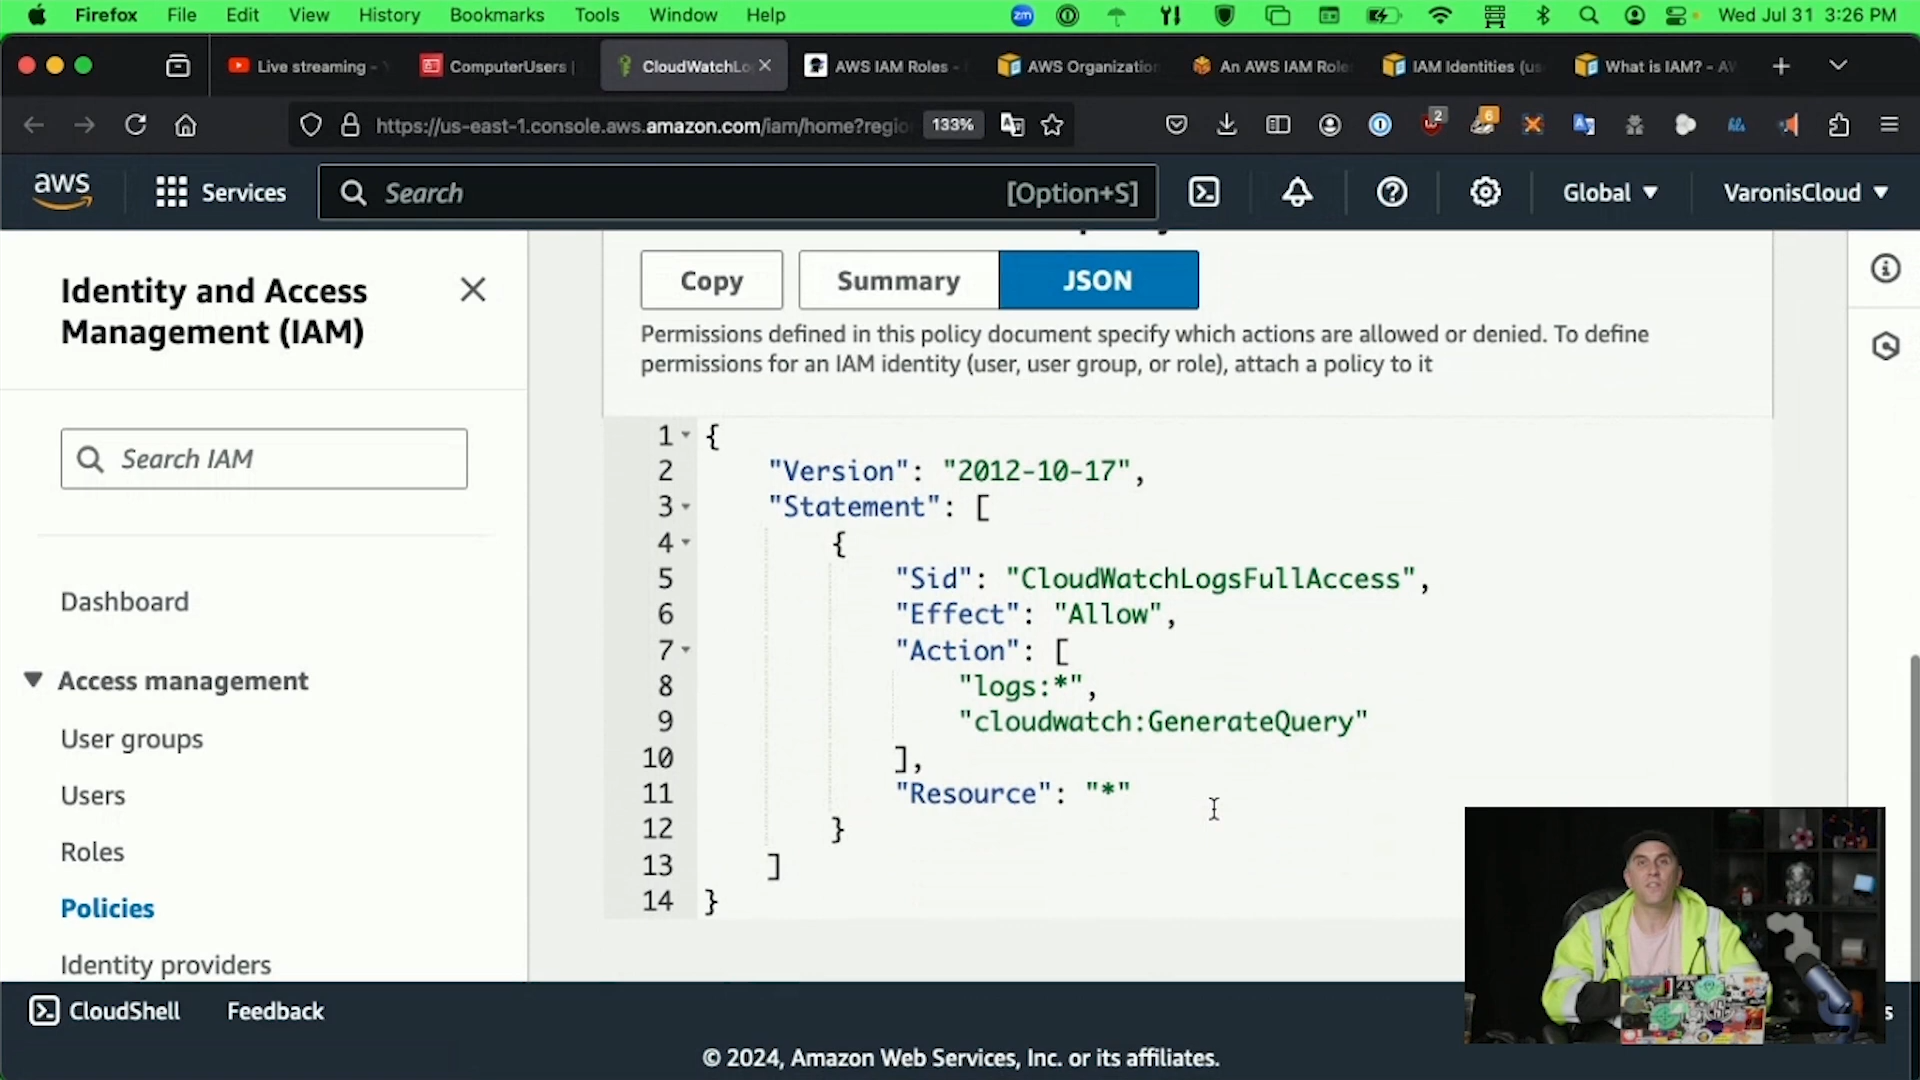 Firefox File Edit View History Bookmarks Tools Window Help zm Wed Jul 31 3:26 PM
Live streaming - ComputerUsers | CloudWatchLo AWS IAM Roles - AWS Organization An AWS IAM Role IAM Identities (us What is IAM? - AW
https://us-east-1.console.aws.amazon.com/iam/home?regio 133% 2 6 hls
aws Services Search [Option+S] Global VaronisCloud
Identity and Access
Management (IAM)
Search IAM
Dashboard
Access management
User groups
Users
Roles
Policies
Identity providers
Copy Summary JSON
Permissions defined in this policy document specify which actions are allowed or denied. To define
permissions for an IAM identity (user, user group, or role), attach a policy to it
1 {
2 "Version": "2012-10-17",
3 "Statement": [
4 {
5 "Sid": "CloudWatchLogsFullAccess",
6 "Effect": "Allow",
7 "Action": [
8 "logs:*",
9 "cloudwatch:GenerateQuery"
10 ],
11 "Resource": "*"
12 }
13 ]
14 }
CloudShell Feedback
© 2024, Amazon Web Services, Inc. or its affiliates.